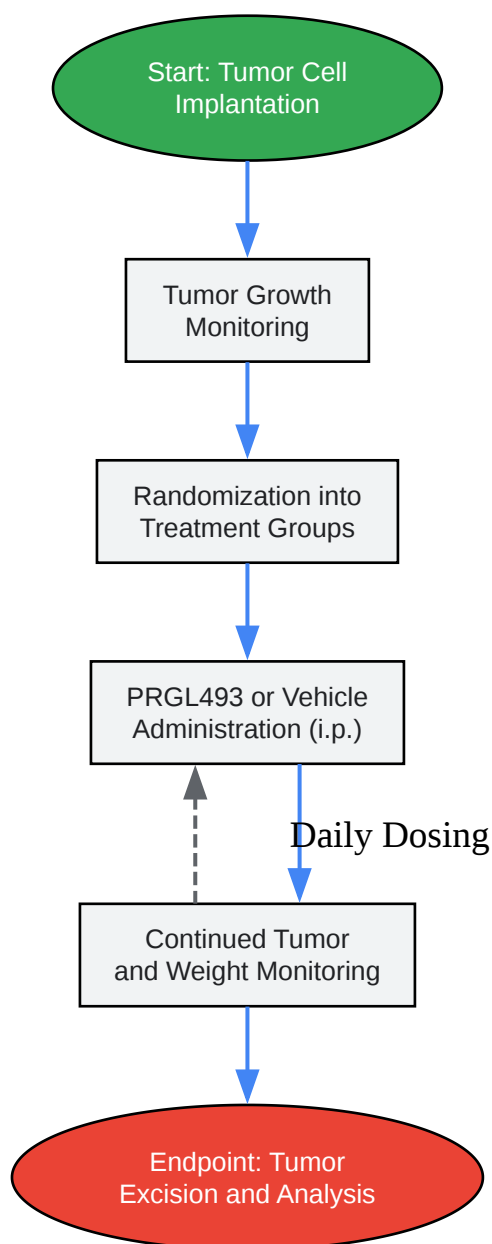 Start: Tumor Cell
Implantation
Tumor Growth
Monitoring
Randomization into
Treatment Groups
PRGL493 or Vehicle
Administration (i.p.)
Daily Dosing
Continued Tumor
and Weight Monitoring
Endpoint: Tumor
Excision and Analysis